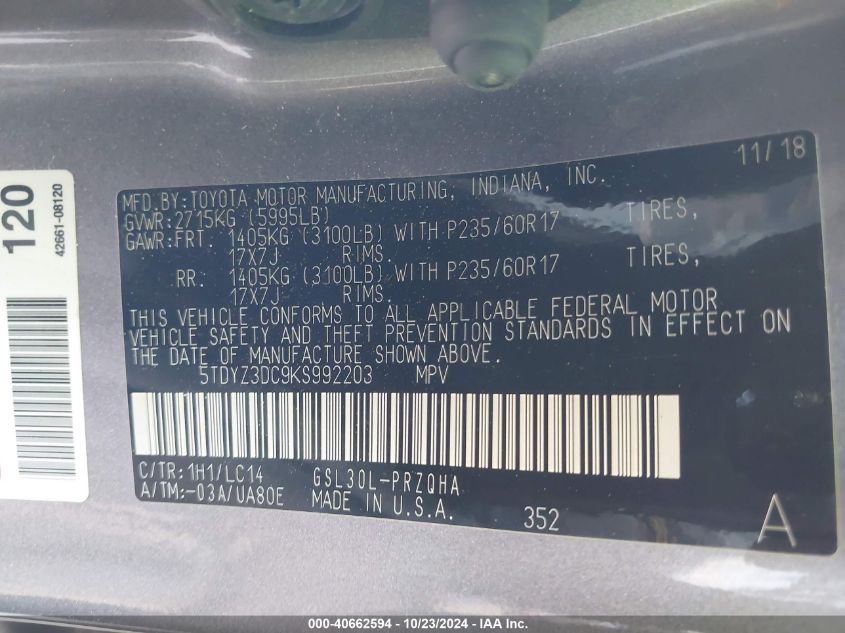 11/18
MFD.BY:TOYOTA MOTOR MANUFACTURING, INDIANA, INC.
GVWR:2715KG (5995LB)
GAWR:FRT. 1405KG (3100LB) WITH P235/60R17 TIRES,
17X7J RIMS
RR. 1405KG (3100LB) WITH P235/60R17 TIRES,
17X7J RIMS
THIS VEHICLE CONFORMS TO ALL APPLICABLE FEDERAL MOTOR
VEHICLE SAFETY AND THEFT PREVENTION STANDARDS IN EFFECT ON
THE DATE OF MANUFACTURE SHOWN ABOVE.
5TDYZ3DC9KS992203 MPV
C/TR:1H1/LC14 GSL30L-PRZQHA
A/TM:-03A/UA80E MADE IN U.S.A. 352 A
120
42661-08120
000-40662594 - 10/23/2024 - IAA Inc.